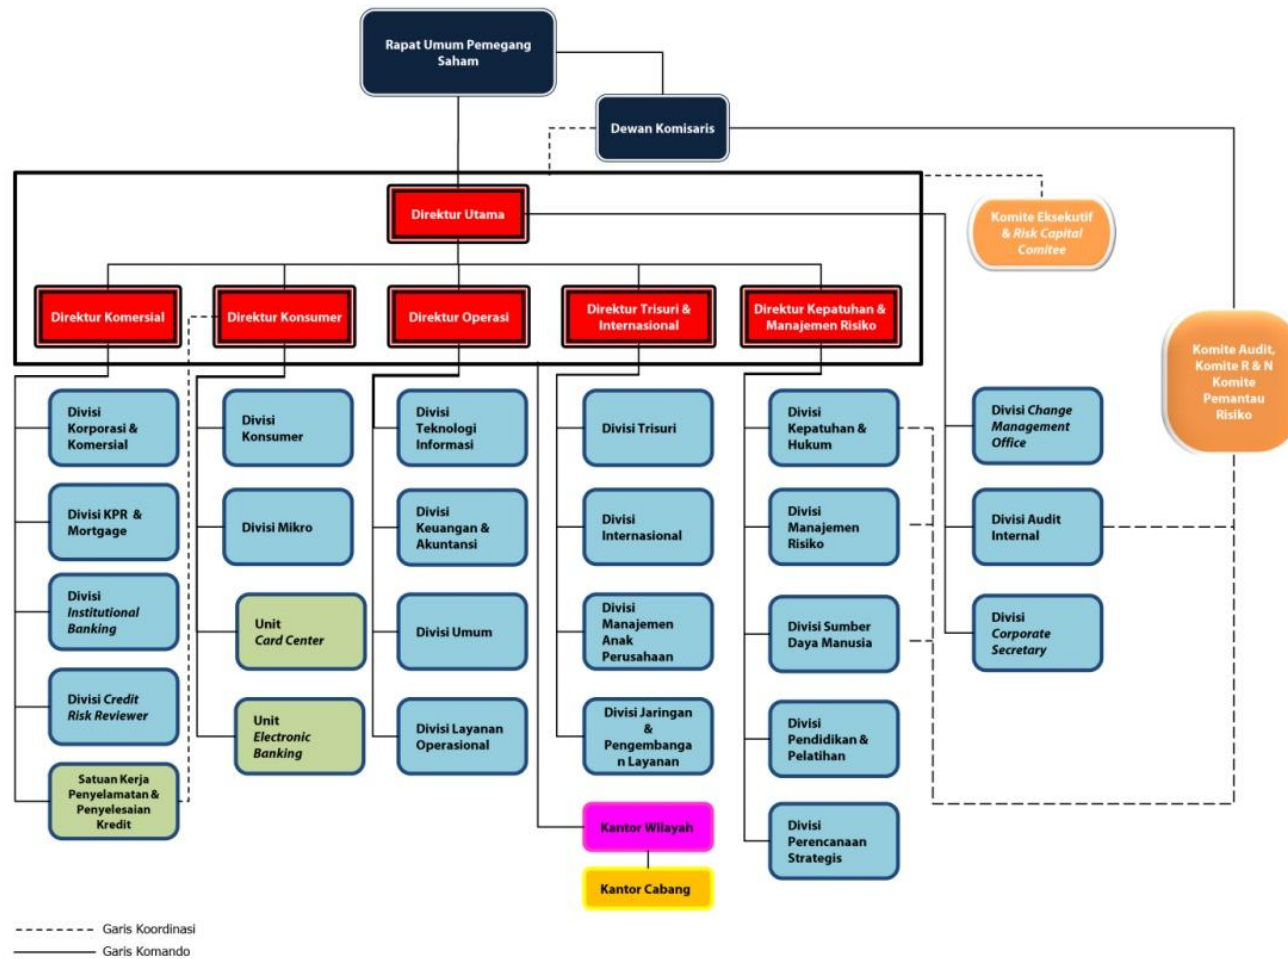 Rapat Umum Pemegang
Saham
Dewan Komisaris
Direktur Utama
Komite Eksekutif
& Risk Capital
Comitee
Direktur Komersial
Direktur Konsumer
Direktur Operasi
Direktur Trisuri &
Internasional
Direktur Kepatuhan &
Manajemen Risiko
Komite Audit,
Komite R & N
Komite
Pemantau
Risiko
Divisi
Korporasi &
Komersial
Divisi
Konsumer
Divisi
Teknologi
Informasi
Divisi Trisuri
Divisi
Kepatuhan &
Hukum
Divisi Change
Management
Office
Divisi KPR &
Mortgage
Divisi Mikro
Divisi
Keuangan &
Akuntansi
Divisi
Internasional
Divisi
Manajemen
Risiko
Divisi Audit
Internal
Divisi
Institutional
Banking
Unit
Card Center
Divisi Umum
Divisi
Manajemen
Anak
Perusahaan
Divisi Sumber
Daya Manusia
Divisi
Corporate
Secretary
Divisi Credit
Risk Reviewer
Unit
Electronic
Banking
Divisi Layanan
Operasional
Divisi Jaringan
&
Pengembanga
n Layanan
Divisi
Pendidikan &
Pelatihan
Satuan Kerja
Penyelamatan &
Penyelesaian
Kredit
Kantor Wilayah
Divisi
Perencanaan
Strategis
Kantor Cabang
Garis Koordinasi
Garis Komando